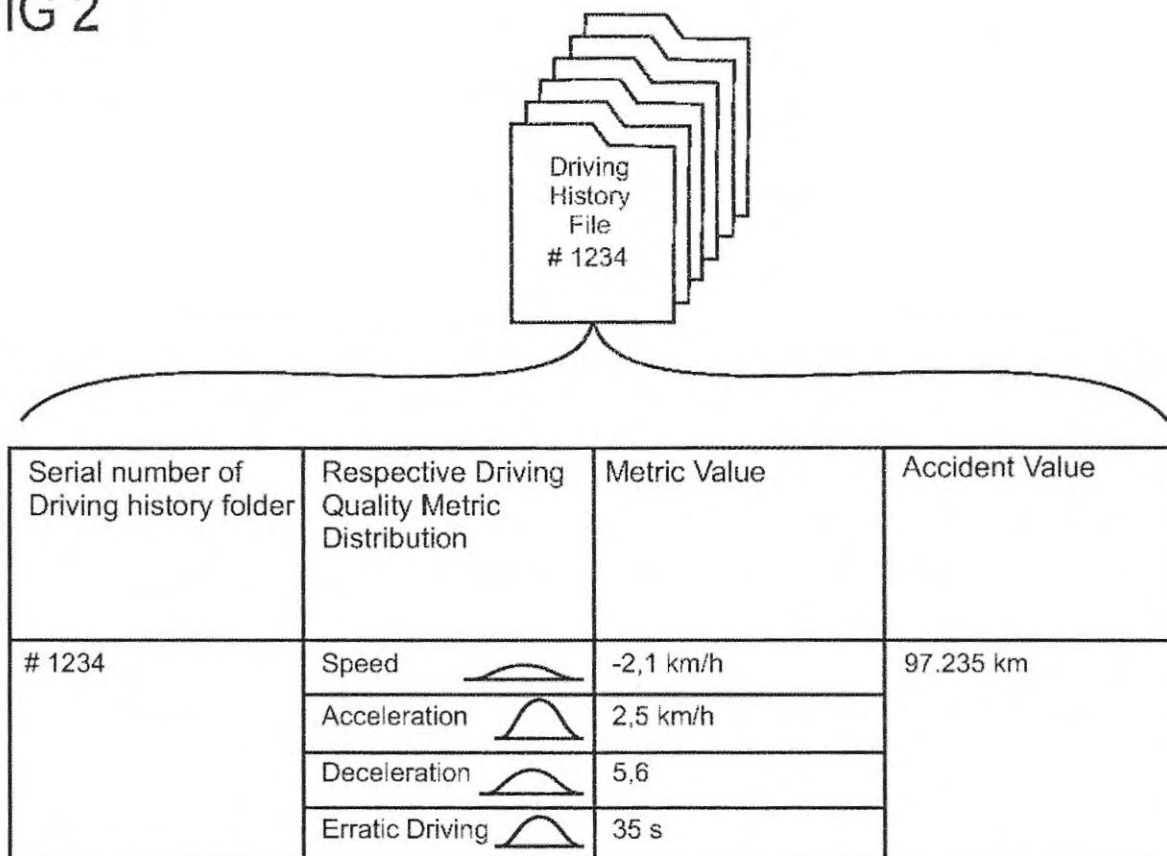 IG 2
Driving
History
File
# 1234
Serial number of
Driving history folder
Respective Driving
Quality Metric
Distribution
Metric Value
Accident Value
# 1234
Speed
-2,1 km/h
97.235 km
Acceleration
2,5 km/h
Deceleration
5,6
Erratic Driving
35 s